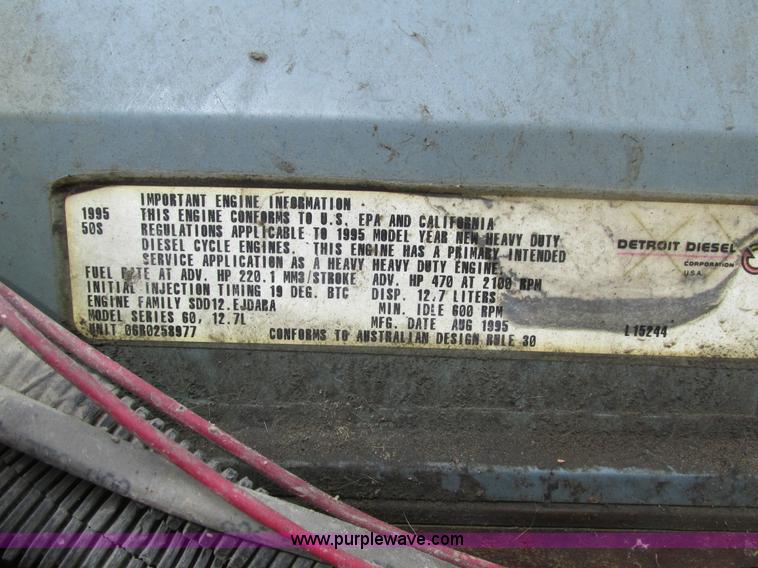 IMPORTANT ENGINE INFORMATION
1995 THIS ENGINE CONFORMS TO U.S. EPA AND CALIFORNIA
50S REGULATIONS APPLICABLE TO 1995 MODEL YEAR NEW HEAVY DUTY
DIESEL CYCLE ENGINES. THIS ENGINE HAS A PRIMARY INTENDED
SERVICE APPLICATION AS A HEAVY HEAVY DUTY ENGINE
FUEL RATE AT ADV. HP 220.1 MM3/STROKE ADV. HP 470 AT 2100 RPM
INITIAL INJECTION TIMING 19 DEG. BTC DISP. 12.7 LITERS
ENGINE FAMILY SDD12.EJDARA MIN. IDLE 600 RPM
MODEL SERIES 60, 12.7L MFG. DATE AUG 1995
UNIT 06R0258977 CONFORMS TO AUSTRALIAN DESIGN RULE 30
L15244
DETROIT DIESEL
CORPORATION
U.S.A.
www.purplewave.com